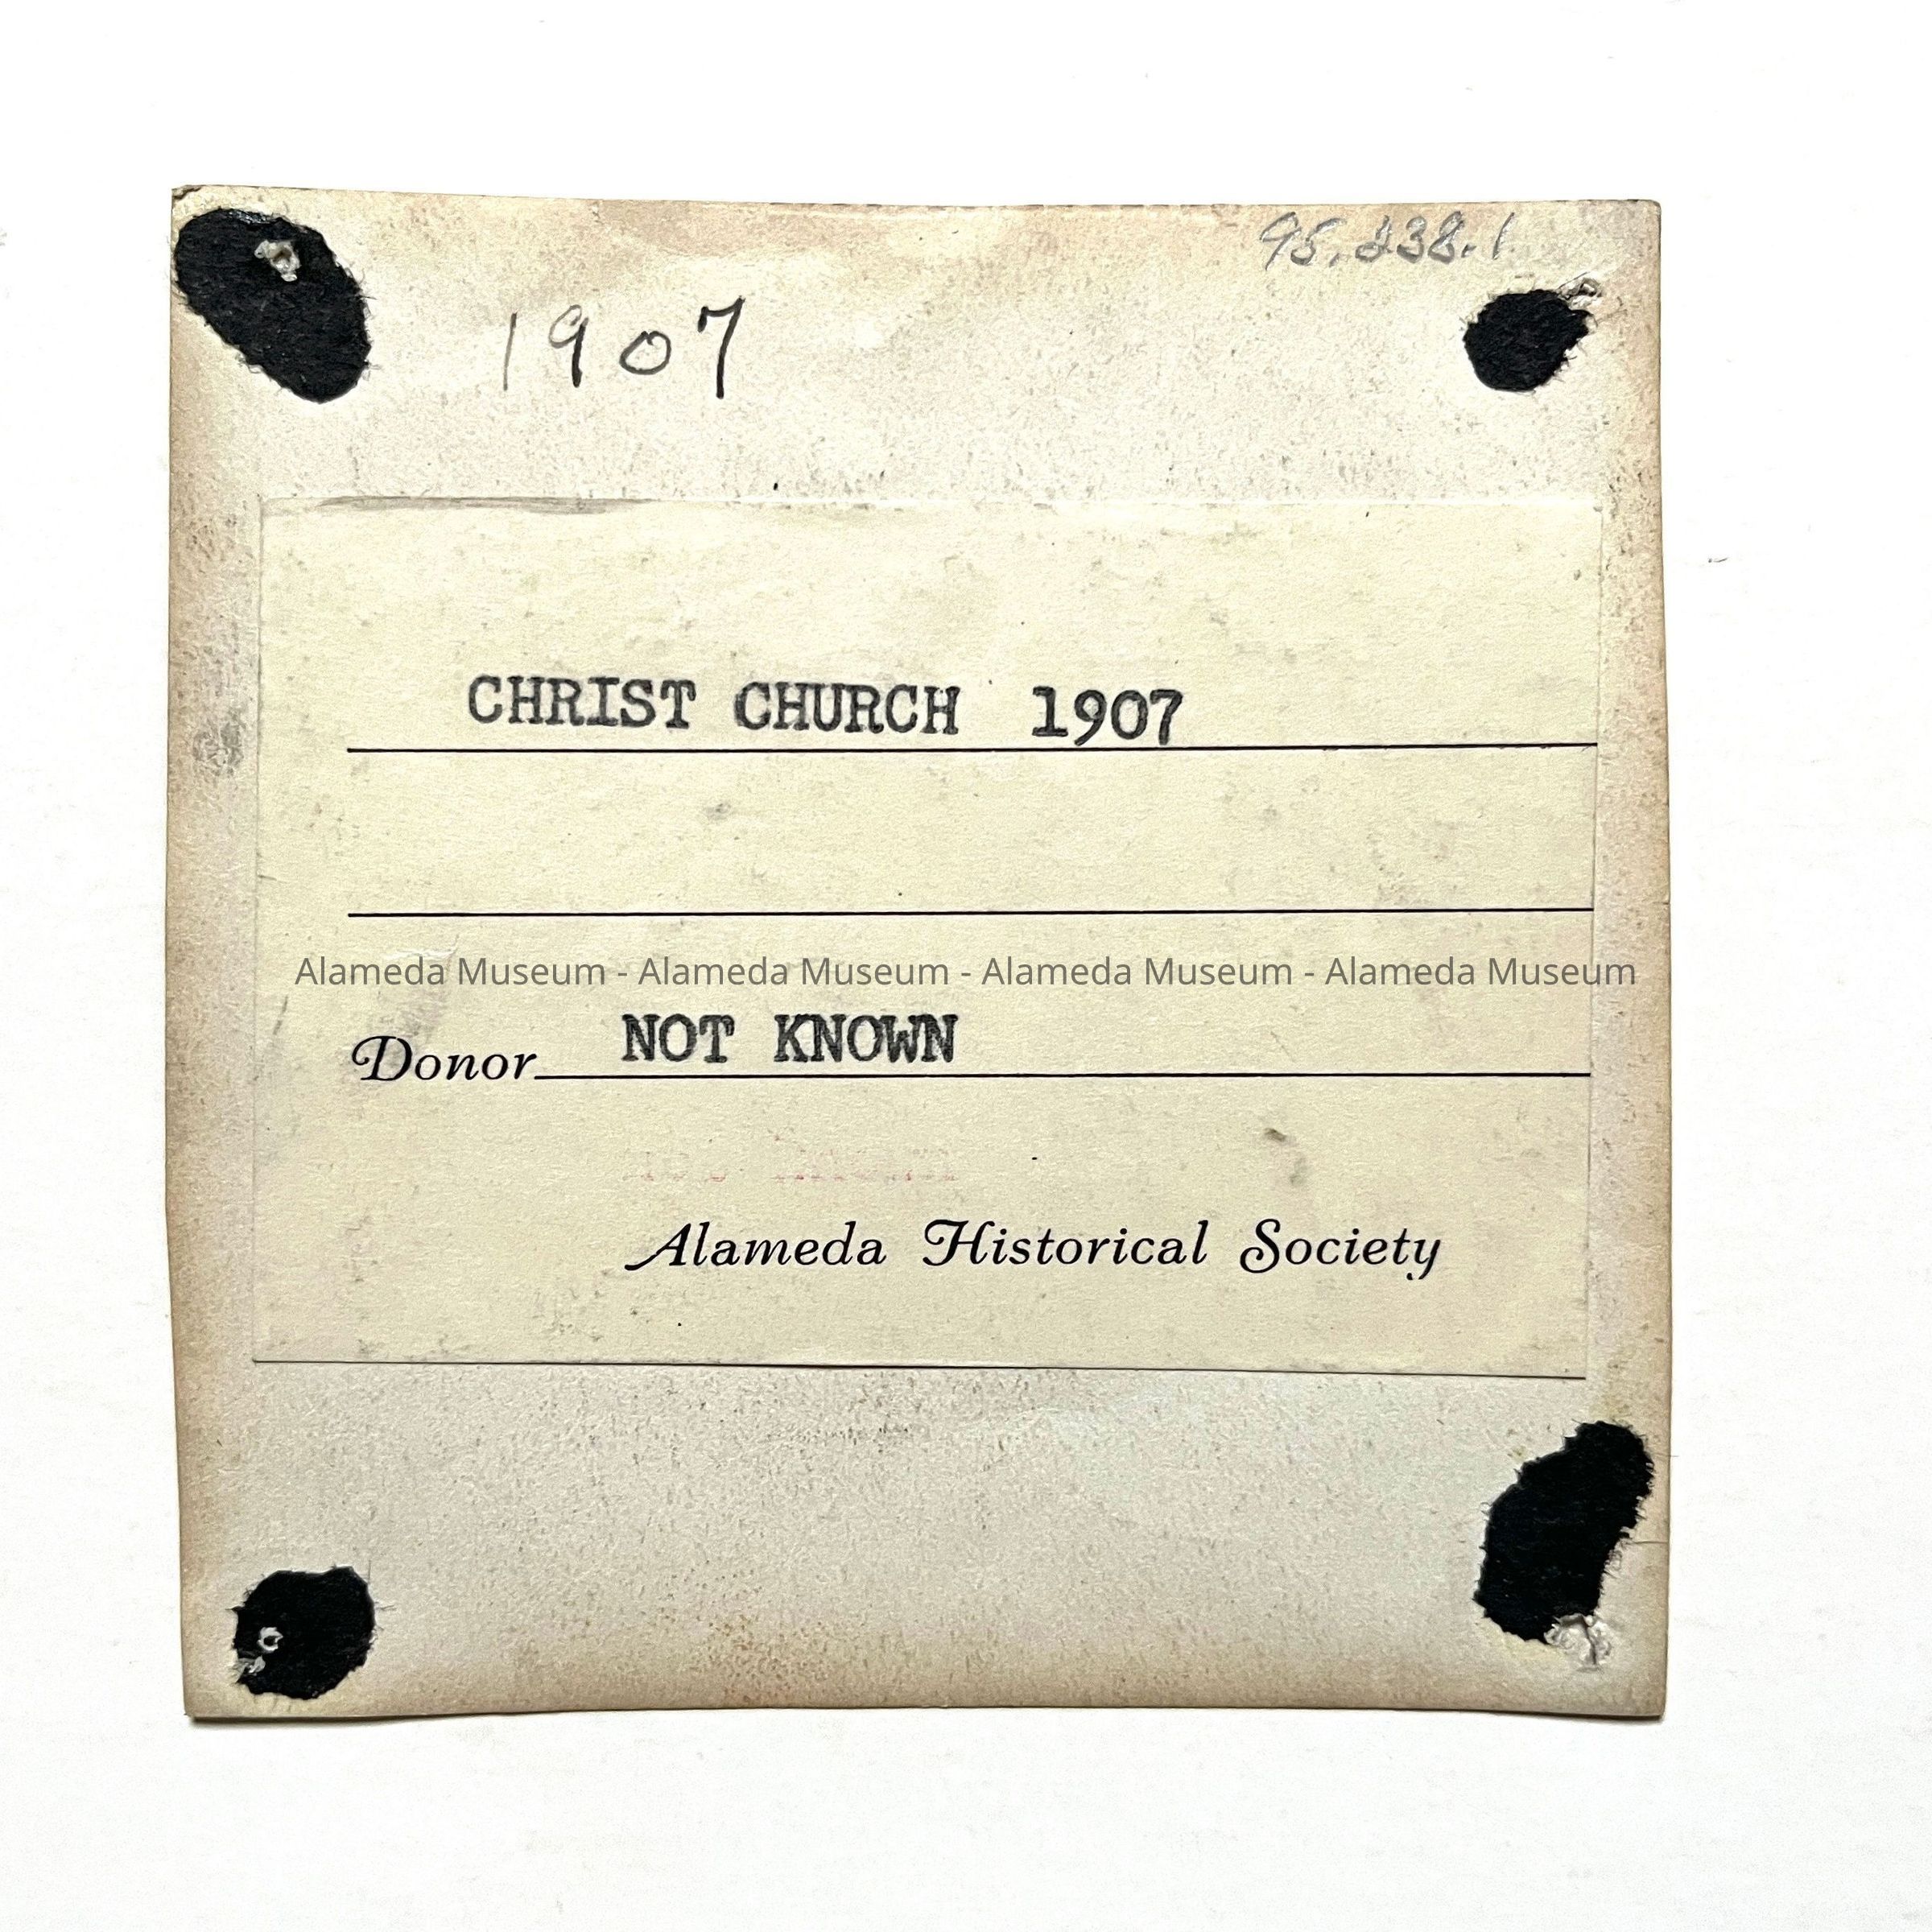 95.238.1
1907
CHRIST CHURCH 1907
Alameda Museum - Alameda Museum - Alameda Museum - Alameda Museum
Donor NOT KNOWN
Alameda Historical Society